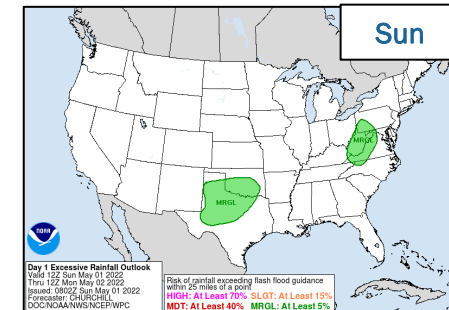 Sun
MRGL
MRGL
NOAA
Day 1 Excessive Rainfall Outlook
Valid 12Z Sun May 01 2022
Thru 12Z Mon May 02 2022
Issued: 0802Z Sun May 01 2022
Forecaster: CHURCHILL
DOC/NOAA/NWS/NCEP/WPC
Risk of rainfall exceeding flash flood guidance
within 25 miles of a point
HIGH: At Least 70% SLGT: At Least 15%
MDT: At Least 40% MRGL: At Least 5%